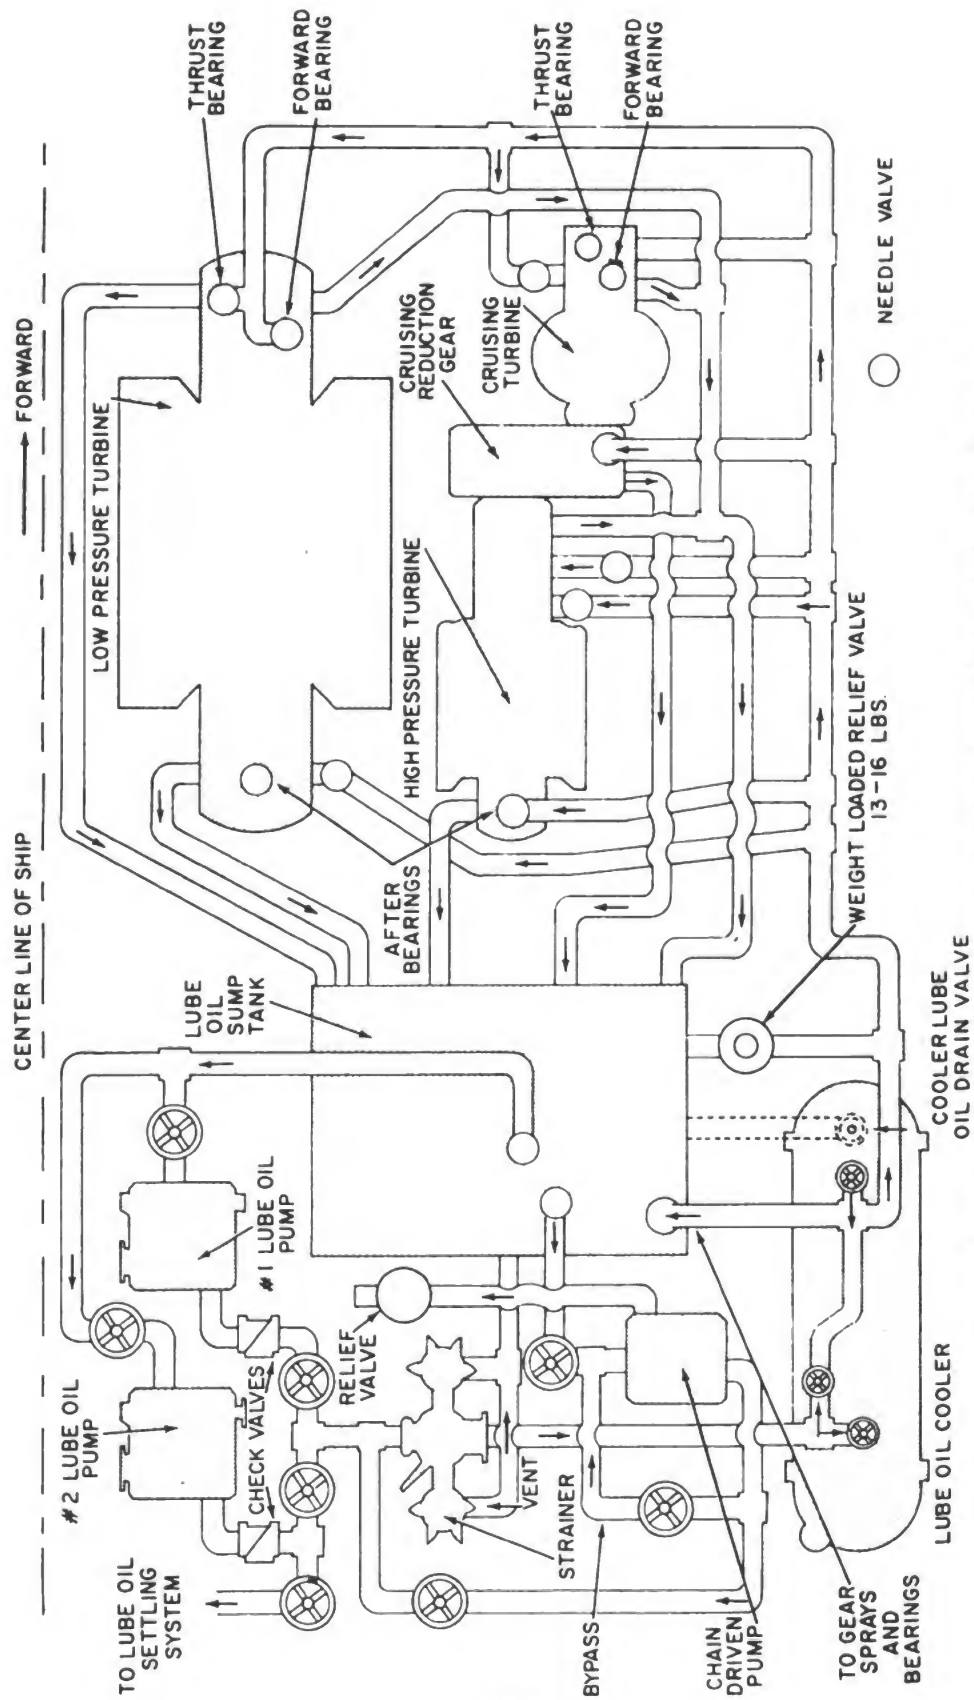 CENTER LINE OF SHIP
FORWARD
TO LUBE OIL
SETTLING
SYSTEM
#2 LUBE OIL
PUMP
#1 LUBE OIL
PUMP
CHECK VALVES
LUBE
OIL
SUMP
TANK
LOW PRESSURE TURBINE
THRUST
BEARING
FORWARD
BEARING
RELIEF
VALVE
VENT
STRAINER
BYPASS
CHAIN
DRIVEN
PUMP
AFTER
BEARINGS
HIGH PRESSURE TURBINE
CRUISING
REDUCTION
GEAR
CRUISING
TURBINE
THRUST
BEARING
FORWARD
BEARING
TO GEAR
SPRAYS
AND
BEARINGS
LUBE OIL COOLER
COOLER LUBE
OIL DRAIN VALVE
WEIGHT LOADED RELIEF VALVE
13-16 LBS.
NEEDLE VALVE